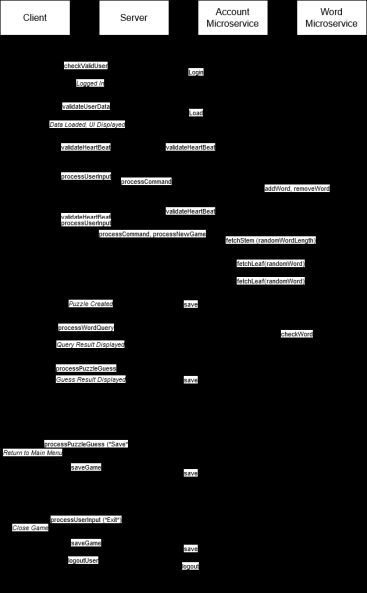 Client
Server
Account
Microservice
Word
Microservice
checkValidUser
Login
Logged In
validateUserData
Load
Data Loaded, UI Displayed
validateHeartBeat
validateHeartBeat
processUserInput
processCommand
addWord, removeWord
validateHeartBeat
validateHeartBeat
processUserInput
processCommand, processNewGame
fetchStem (randomWordLength)
fetchLeaf(randomWord)
fetchLeaf(randomWord)
Puzzle Created
save
processWordQuery
checkWord
Query Result Displayed
processPuzzleGuess
Guess Result Displayed
save
processPuzzleGuess (*Save*
Return to Main Menu
saveGame
save
processUserInput (*Exit*)
Close Game
saveGame
save
logoutUser
logout